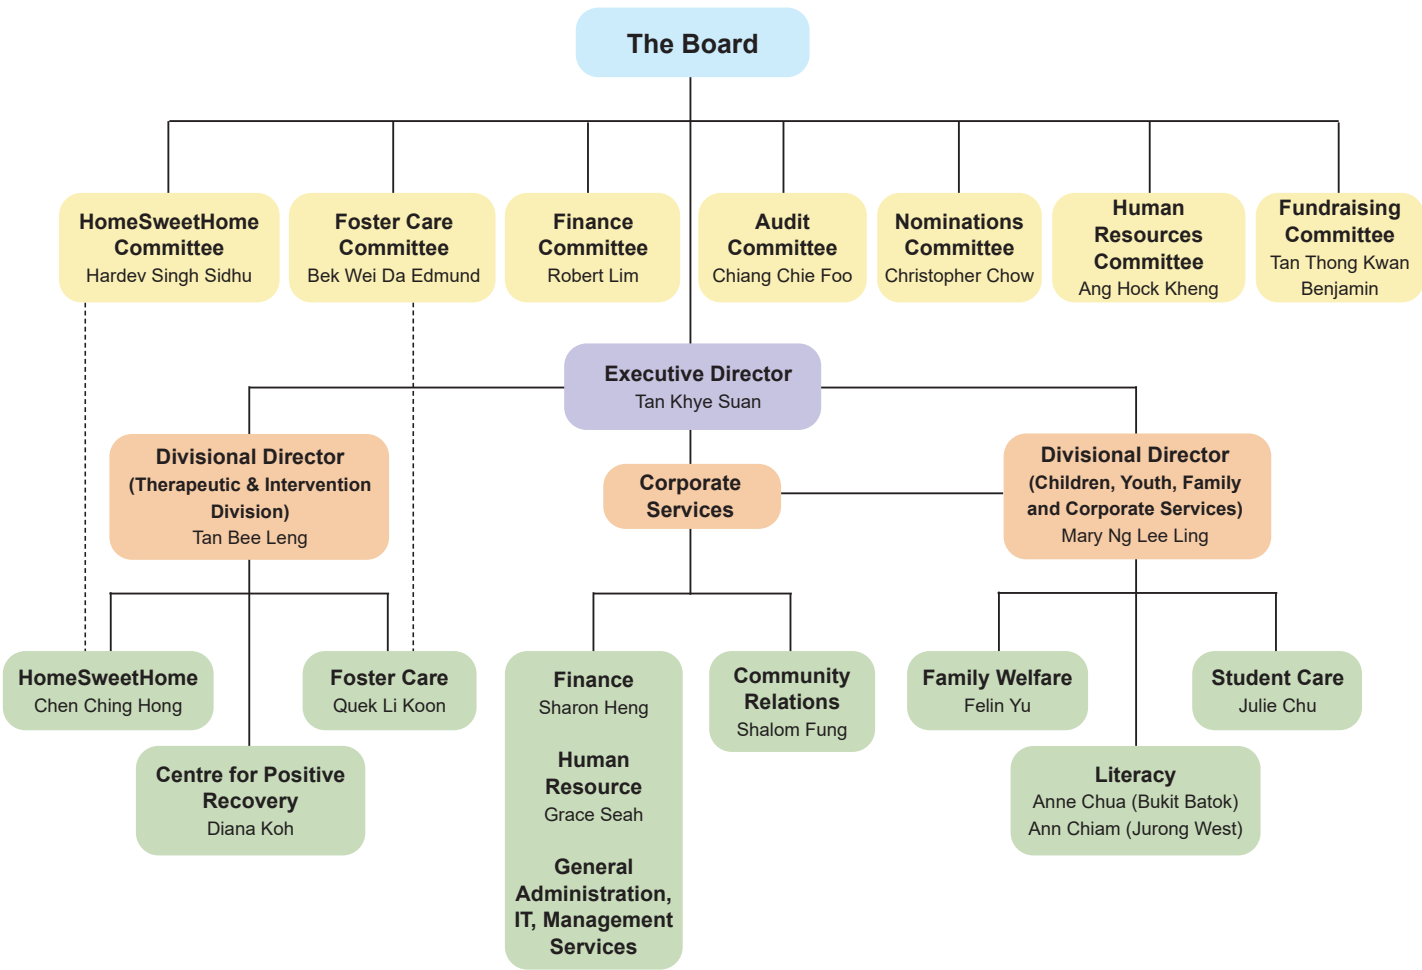 The Board
HomeSweetHome
Committee
Hardev Singh Sidhu
Foster Care
Committee
Bek Wei Da Edmund
Finance
Committee
Robert Lim
Audit
Committee
Chiang Chie Foo
Nominations
Committee
Christopher Chow
Human
Resources
Committee
Ang Hock Kheng
Fundraising
Committee
Tan Thong Kwan
Benjamin
Executive Director
Tan Khye Suan
Divisional Director
(Therapeutic & Intervention
Division)
Tan Bee Leng
Corporate
Services
Divisional Director
(Children, Youth, Family
and Corporate Services)
Mary Ng Lee Ling
HomeSweetHome
Chen Ching Hong
Foster Care
Quek Li Koon
Centre for Positive
Recovery
Diana Koh
Finance
Sharon Heng
Human
Resource
Grace Seah
General
Administration,
IT, Management
Services
Community
Relations
Shalom Fung
Family Welfare
Felin Yu
Student Care
Julie Chu
Literacy
Anne Chua (Bukit Batok)
Ann Chiam (Jurong West)